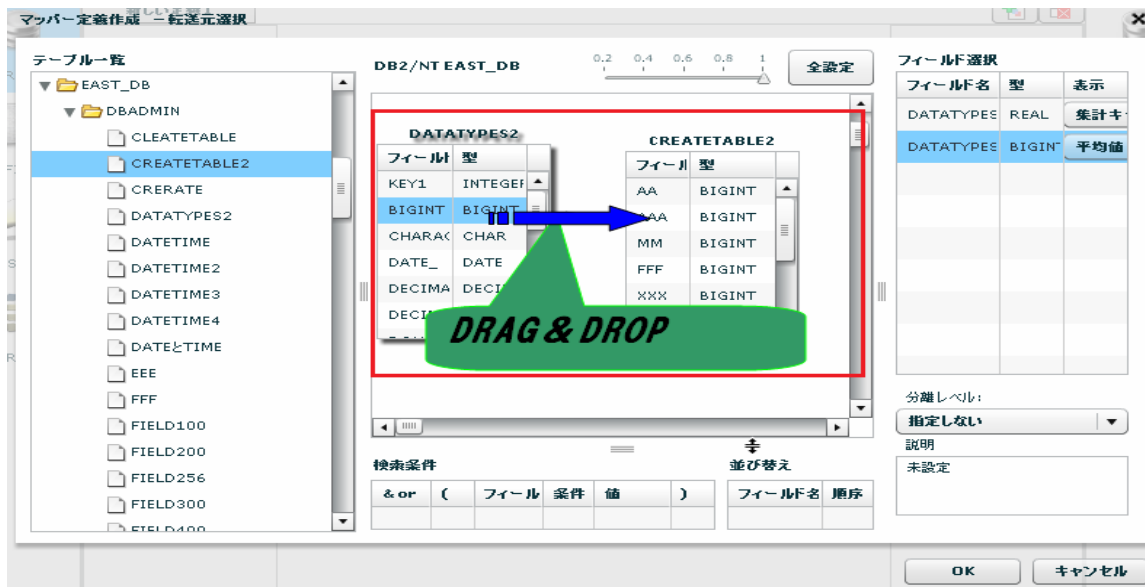 マッパー定義作成 －転送元選択
テーブル一覧
EAST_DB
DBADMIN
CLEATETABLE
CREATETABLE2
CRERATE
DATATYPES2
DATETIME
DATETIME2
DATETIME3
DATETIME4
DATEとTIME
EEE
FFF
FIELD100
FIELD200
FIELD256
FIELD300
FIELD400
DB2/NT EAST_DB
0.2 0.4 0.6 0.8 1
全設定
DATATYPES2
フィールド 型
KEY1 INTEGER
BIGINT BIGINT
CHARAC CHAR
DATE_ DATE
DECIMA DECI
DECI
CREATETABLE2
フィール 型
AA BIGINT
AAA BIGINT
MM BIGINT
FFF BIGINT
XXX BIGINT
DRAG & DROP
検索条件
& or ( フィール 条件 値 )
並び替え
フィールド名 順序
フィールド選択
フィールド名 型 表示
DATATYPES REAL 集計キ
DATATYPES BIGIN 平均値
分離レベル：
指定しない
説明
未設定
OK キャンセル